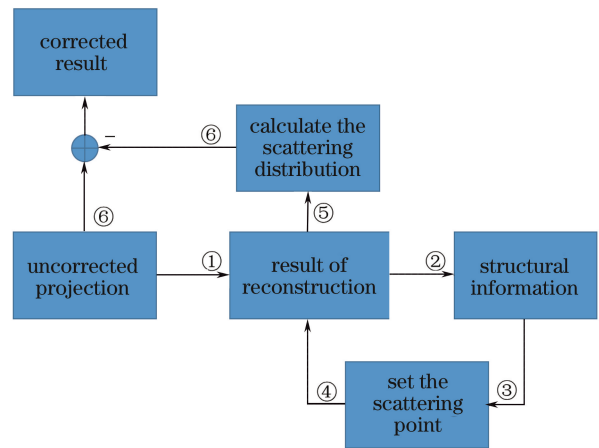 corrected
result
−
⑥
calculate the
scattering
distribution
⑥
⑤
uncorrected
projection
①
result of
reconstruction
②
structural
information
④
set the
scattering
point
③